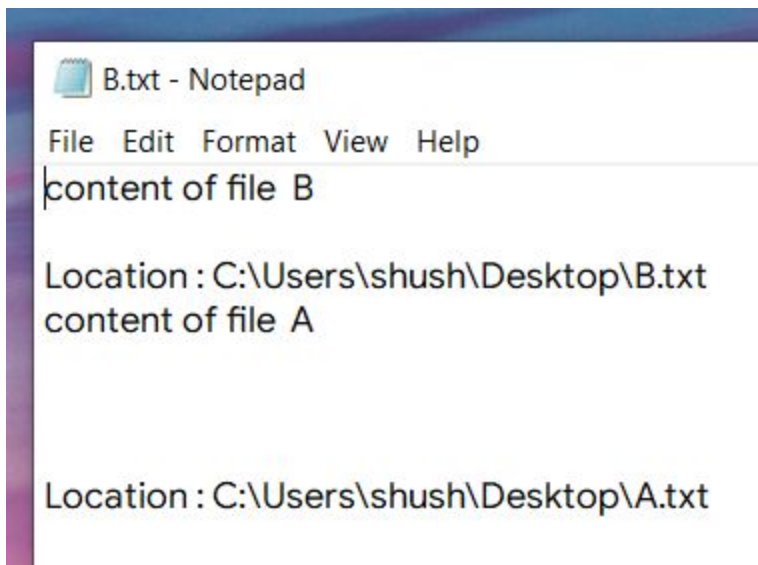 B.txt - Notepad
File Edit Format View Help
content of file B
Location : C:\Users\shush\Desktop\B.txt
content of file A
Location : C:\Users\shush\Desktop\A.txt